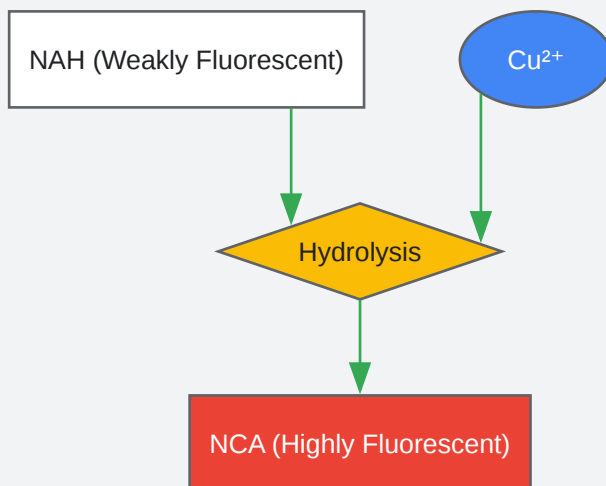 NAH (Weakly Fluorescent)
Cu²⁺
Hydrolysis
NCA (Highly Fluorescent)